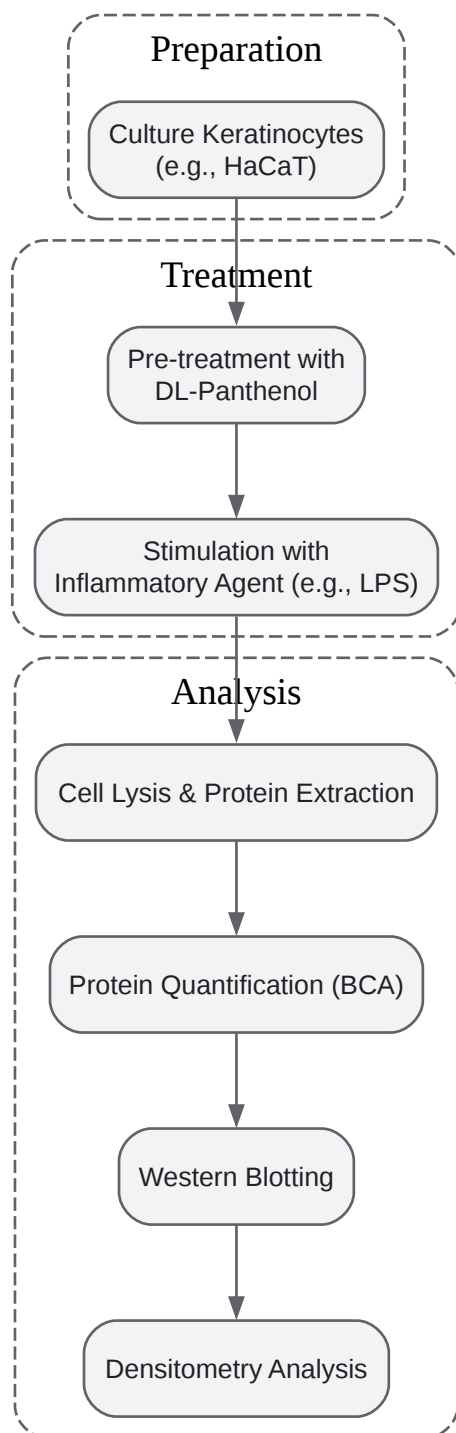 Preparation
Culture Keratinocytes
(e.g., HaCaT)
Treatment
Pre-treatment with
DL-Panthenol
Stimulation with
Inflammatory Agent (e.g., LPS)
Analysis
Cell Lysis & Protein Extraction
Protein Quantification (BCA)
Western Blotting
Densitometry Analysis